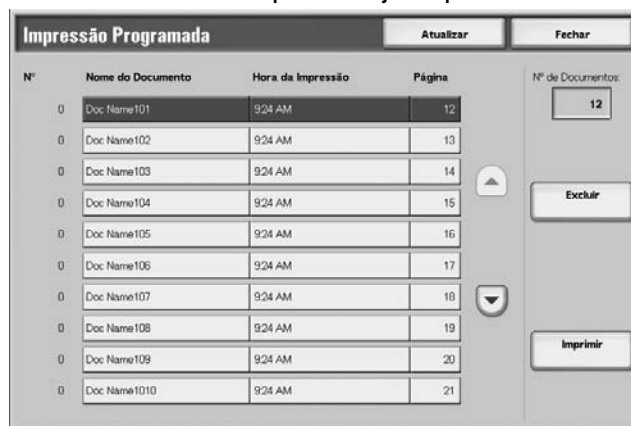 Impressão Programada Atualizar Fechar
Nº Nome do Documento Hora da Impressão Página Nº de Documentos:
12
0 Doc Name101 9:24 AM 12
0 Doc Name102 9:24 AM 13
0 Doc Name103 9:24 AM 14
0 Doc Name104 9:24 AM 15
Excluir
0 Doc Name105 9:24 AM 16
0 Doc Name106 9:24 AM 17
0 Doc Name107 9:24 AM 18
0 Doc Name108 9:24 AM 19
Imprimir
0 Doc Name109 9:24 AM 20
0 Doc Name1010 9:24 AM 21